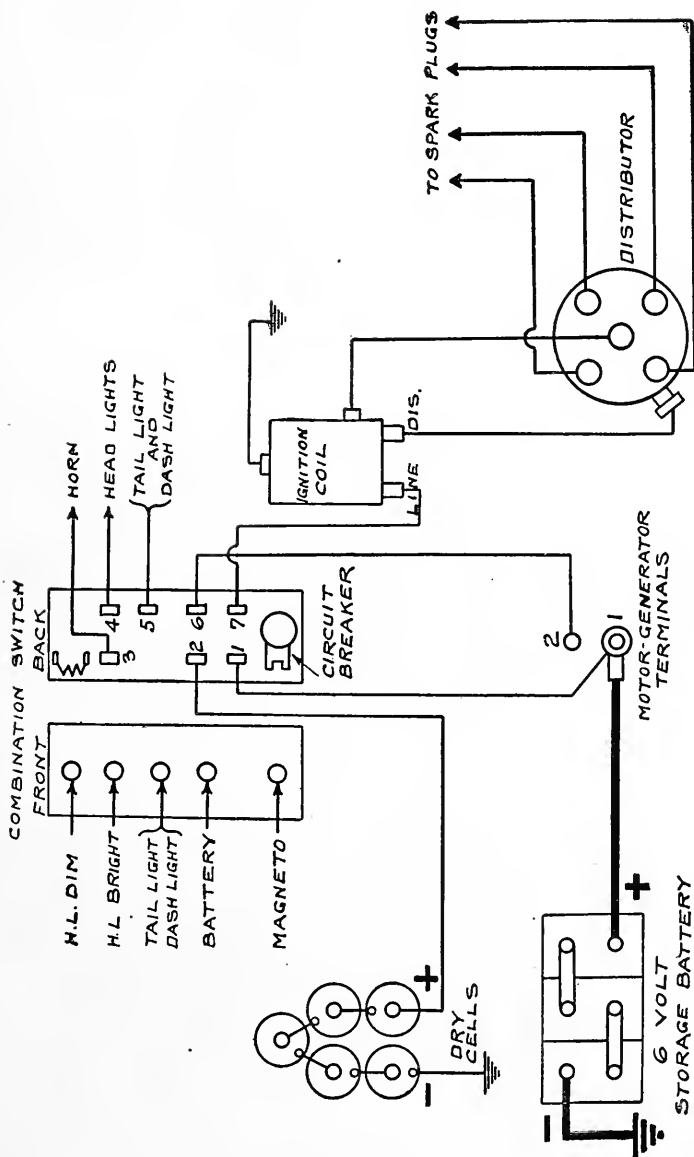 COMBINATION SWITCH
FRONT
BACK
H.L. DIM
H.L BRIGHT
TAIL LIGHT
DASH LIGHT
BATTERY
MAGNETO
3
4
5
2
6
1
7
CIRCUIT
BREAKER
HORN
HEAD LIGHTS
TAIL LIGHT
AND
DASH LIGHT
IGNITION
COIL
LINE
DIS.
TO SPARK PLUGS
DISTRIBUTOR
+
-
DRY
CELLS
2
1
MOTOR-GENERATOR
TERMINALS
+
-
6 VOLT
STORAGE BATTERY